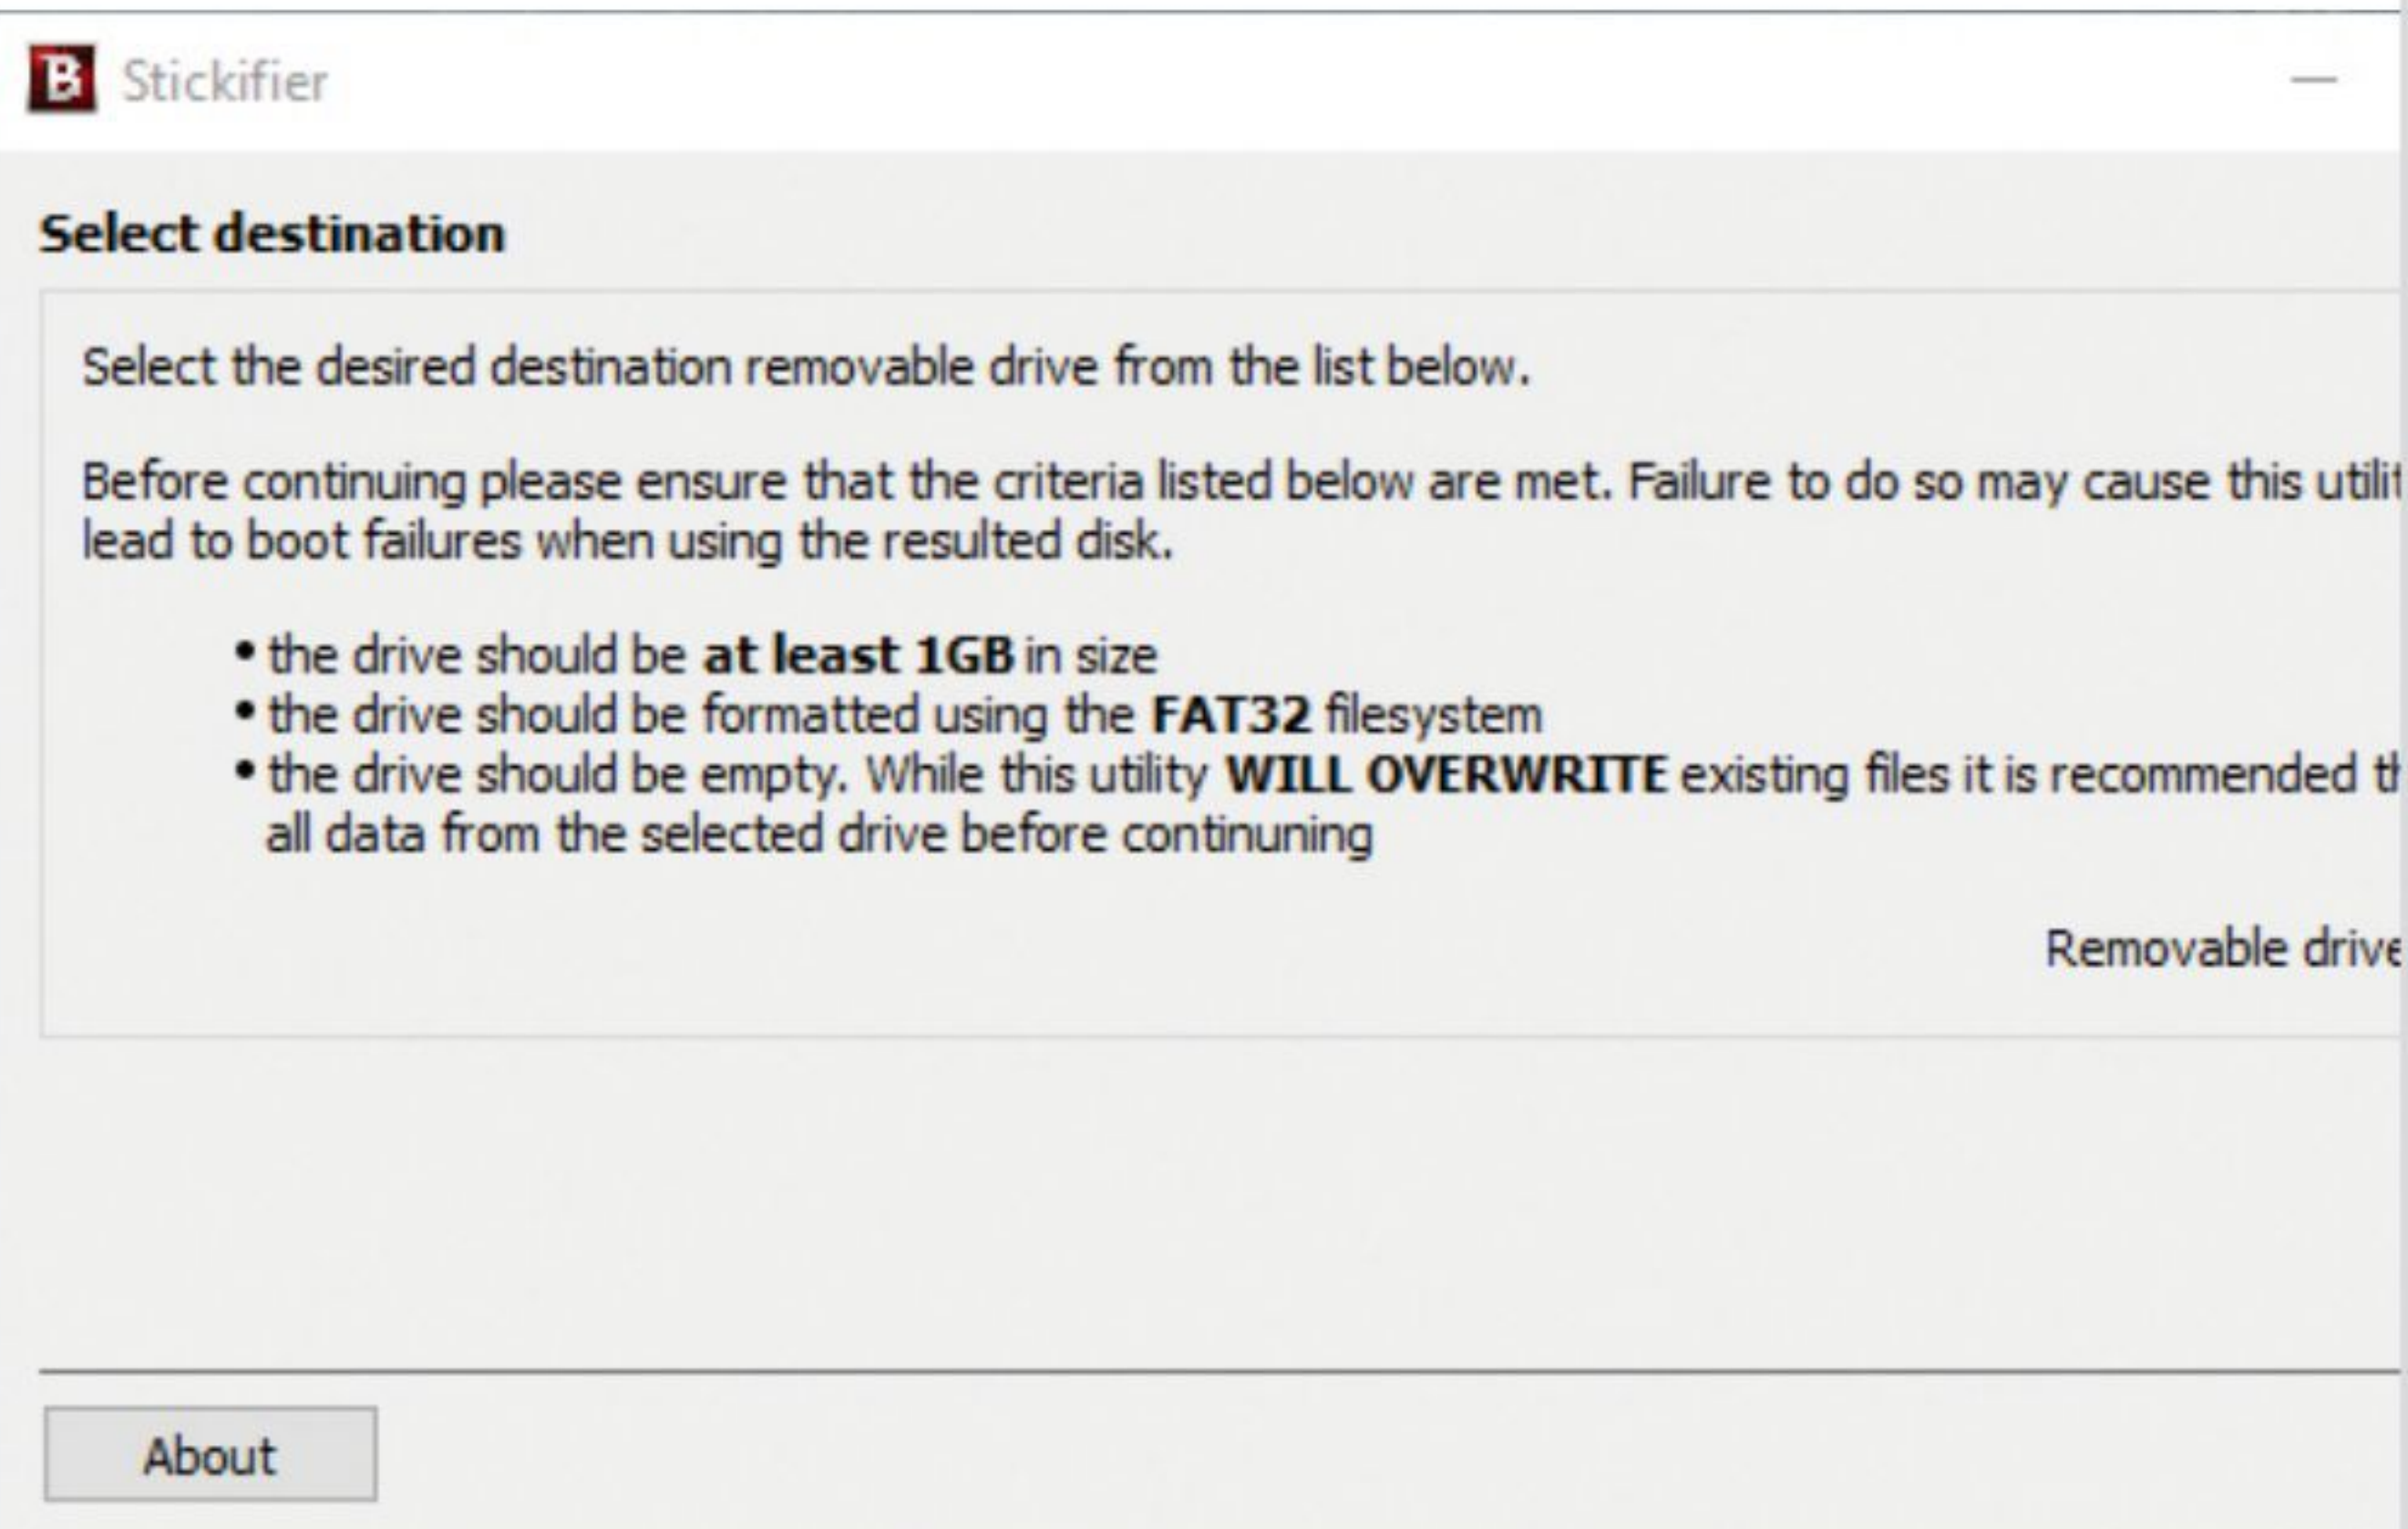 B Stickifier
Select destination
Select the desired destination removable drive from the list below.
Before continuing please ensure that the criteria listed below are met. Failure to do so may cause this utilit
lead to boot failures when using the resulted disk.
• the drive should be at least 1GB in size
• the drive should be formatted using the FAT32 filesystem
• the drive should be empty. While this utility WILL OVERWRITE existing files it is recommended th
all data from the selected drive before continuning
Removable drive
About